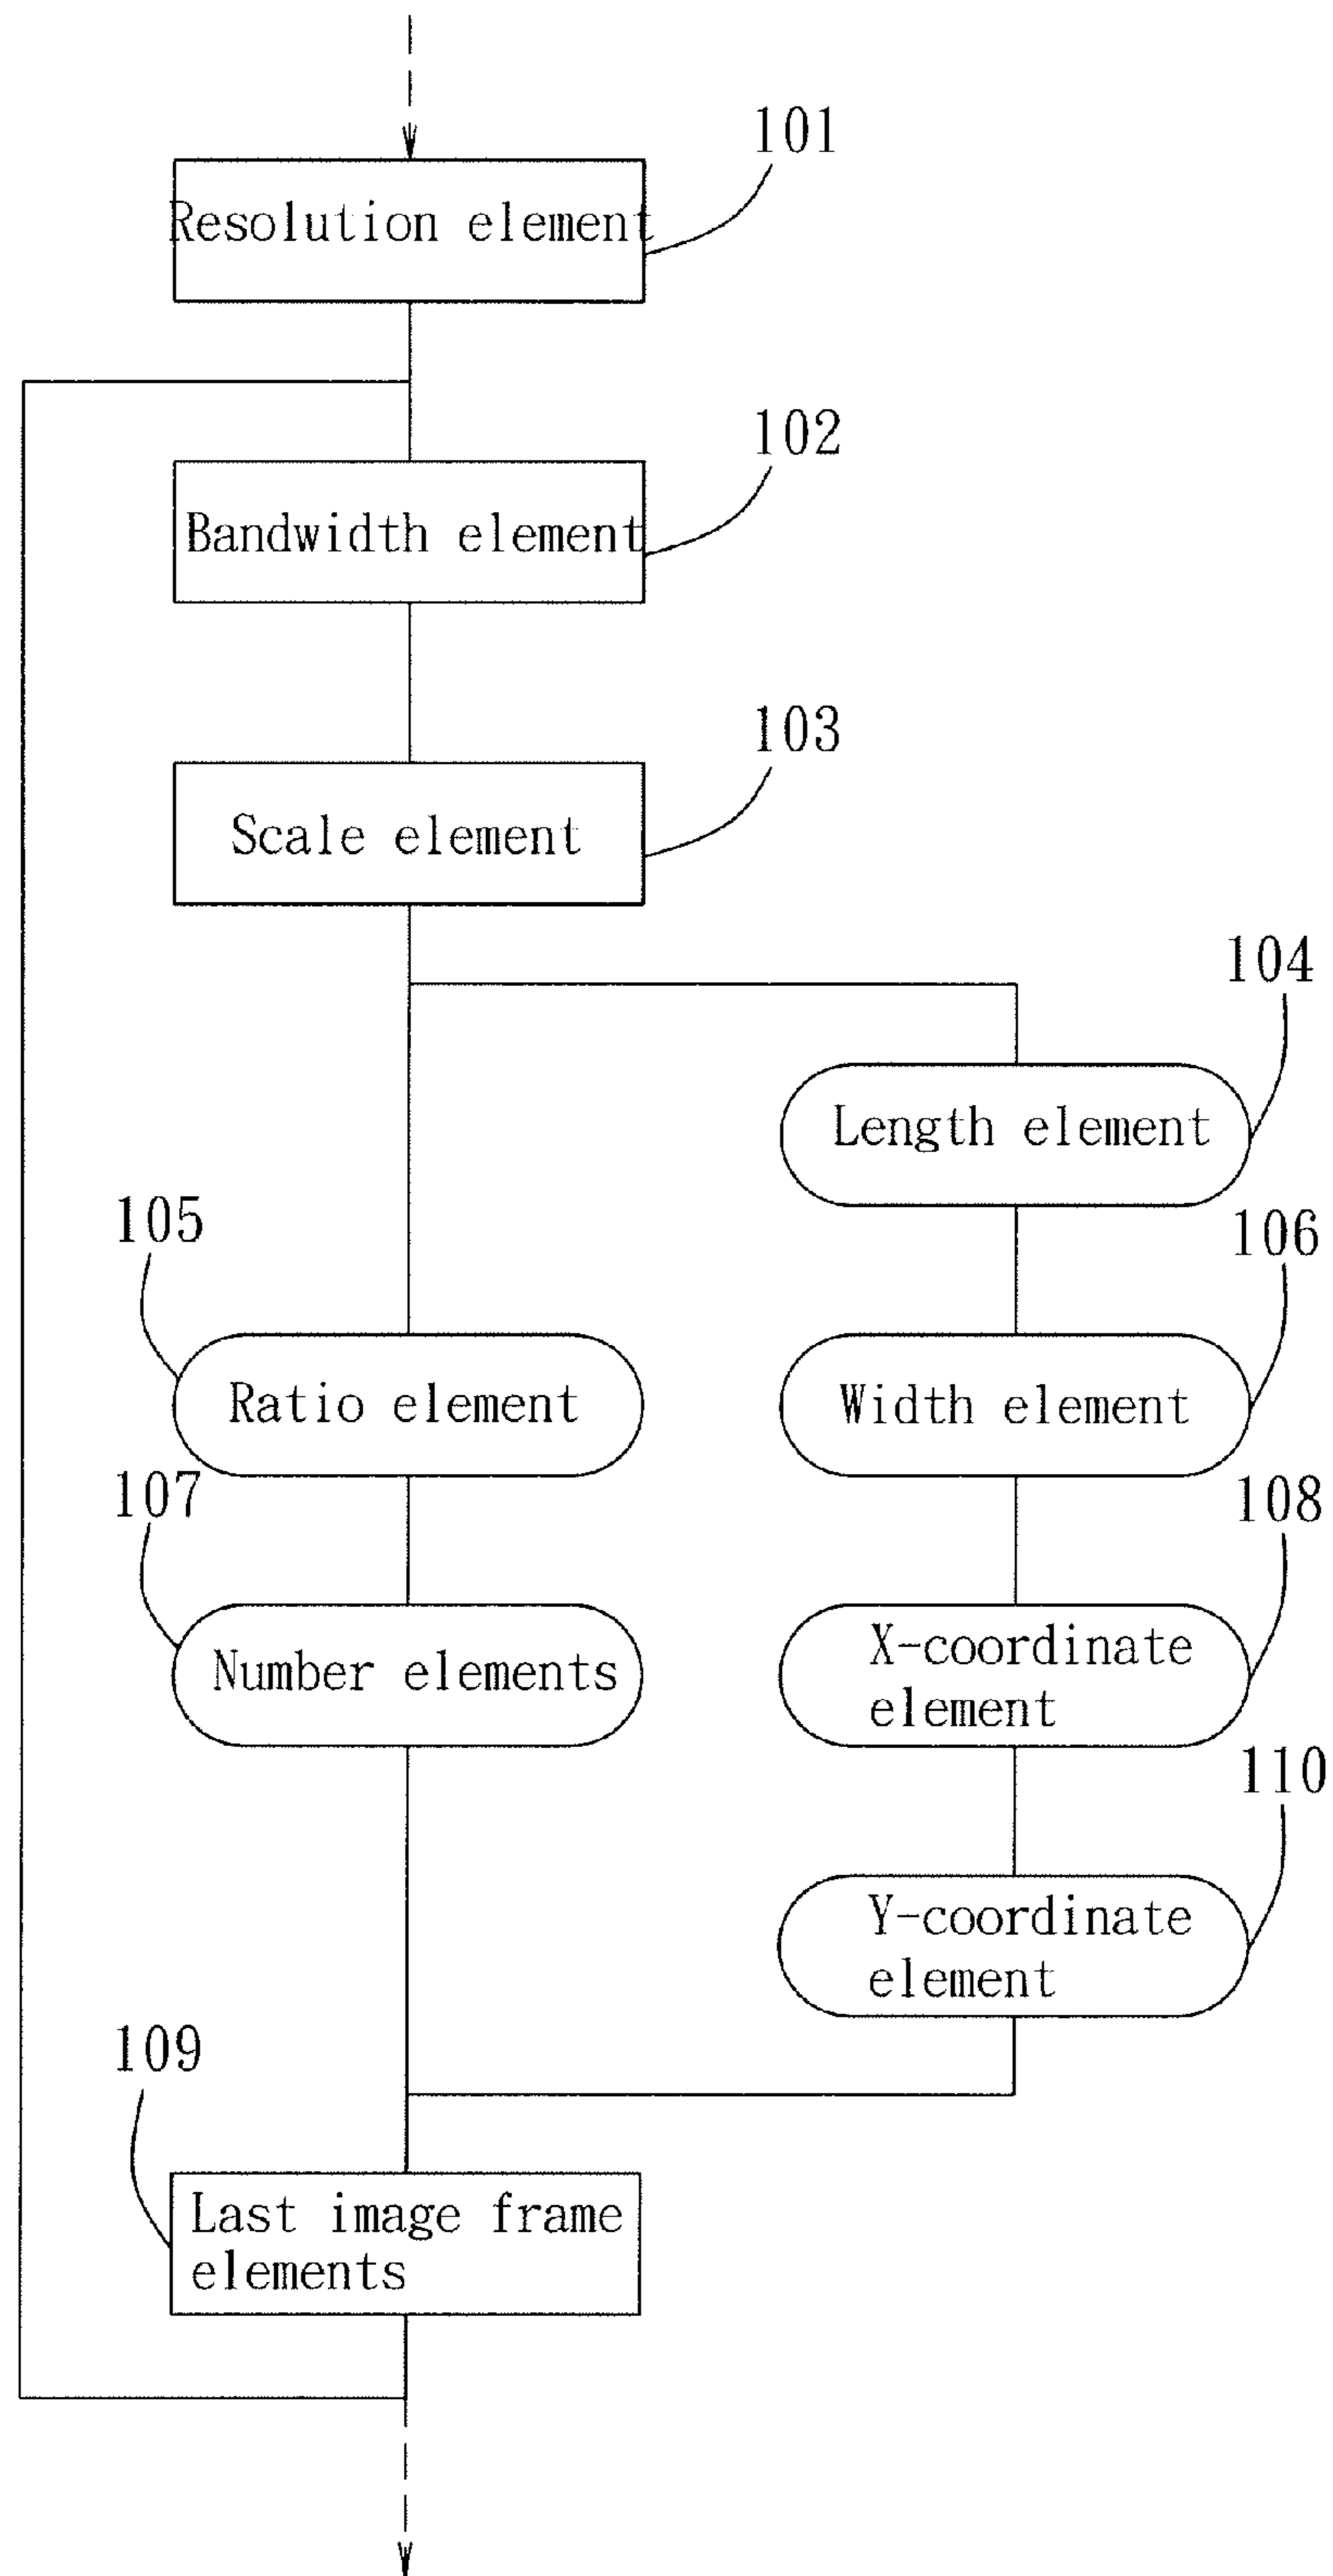 101
Resolution element
102
Bandwidth element
103
Scale element
104
Length element
105
106
Ratio element
Width element
107
108
Number elements
X-coordinate
element
110
Y-coordinate
element
109
Last image frame
elements